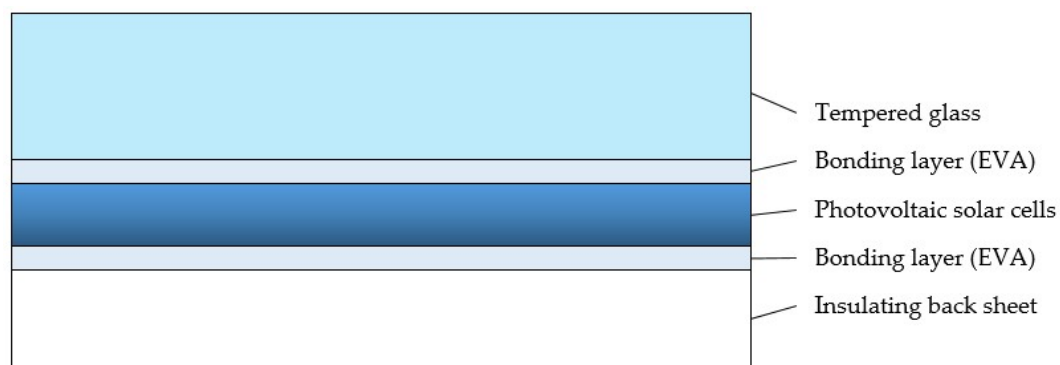 Tempered glass
Bonding layer (EVA)
Photovoltaic solar cells
Bonding layer (EVA)
Insulating back sheet